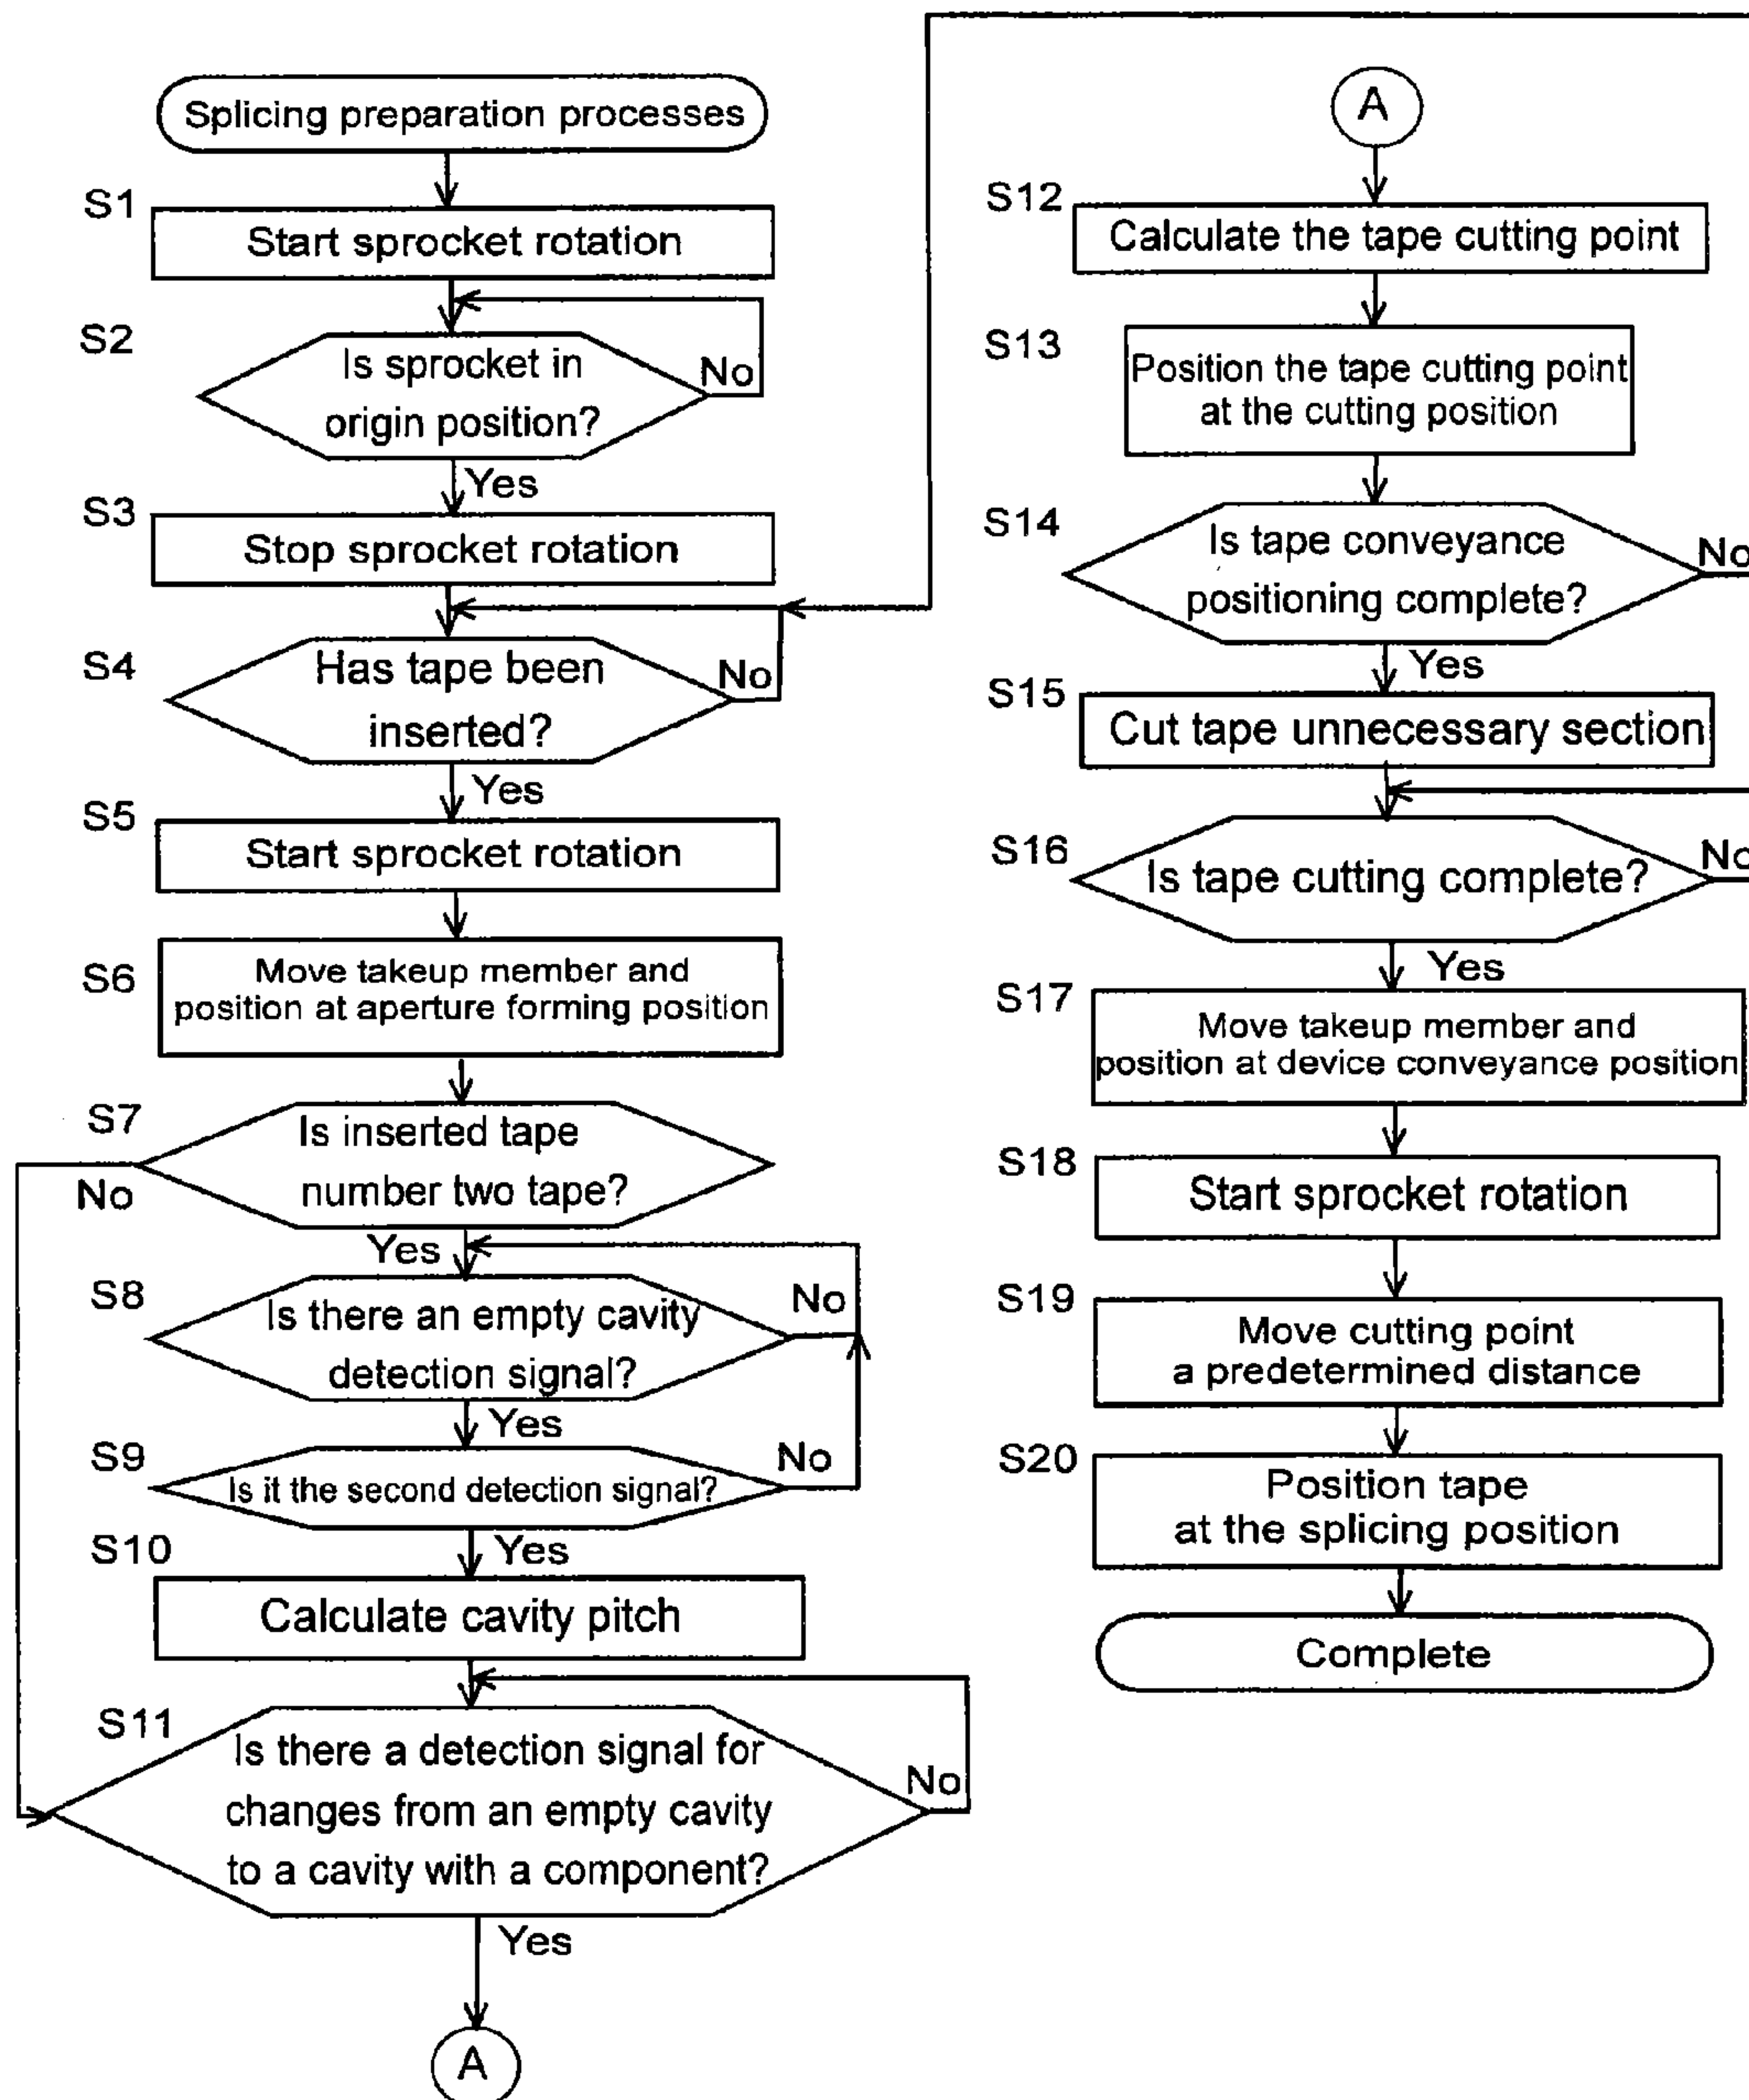 Splicing preparation processes
S1
Start sprocket rotation
S2
Is sprocket in
origin position?
No
Yes
S3
Stop sprocket rotation
S4
Has tape been
inserted?
No
Yes
S5
Start sprocket rotation
S6
Move takeup member and
position at aperture forming position
S7
Is inserted tape
number two tape?
No
Yes
S8
Is there an empty cavity
detection signal?
No
Yes
S9
Is it the second detection signal?
No
Yes
S10
Calculate cavity pitch
S11
Is there a detection signal for
changes from an empty cavity
to a cavity with a component?
No
Yes
A
A
S12
Calculate the tape cutting point
S13
Position the tape cutting point
at the cutting position
S14
Is tape conveyance
positioning complete?
No
Yes
S15
Cut tape unnecessary section
S16
Is tape cutting complete?
No
Yes
S17
Move takeup member and
position at device conveyance position
S18
Start sprocket rotation
S19
Move cutting point
a predetermined distance
S20
Position tape
at the splicing position
Complete